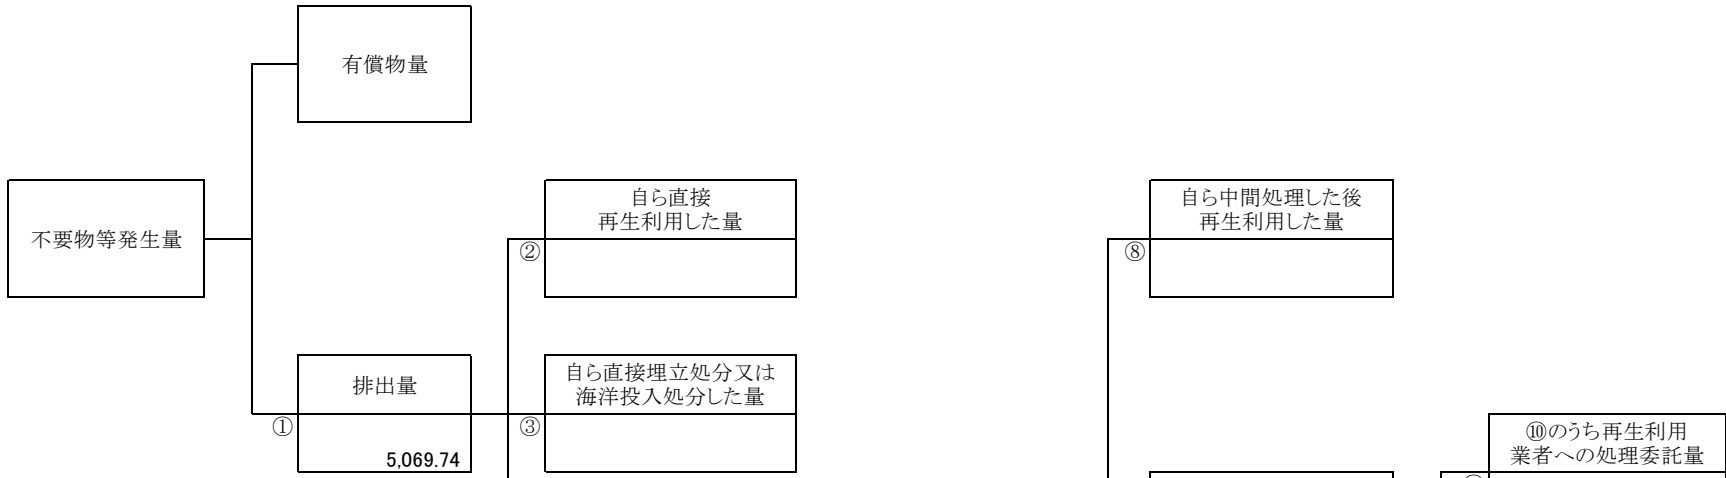 有償物量
不要物等発生量
自ら直接
再生利用した量
②
自ら中間処理した後
再生利用した量
⑧
排出量
①
5,069.74
自ら直接埋立処分又は
海洋投入処分した量
③
⑩のうち再生利用
業者への処理委託量